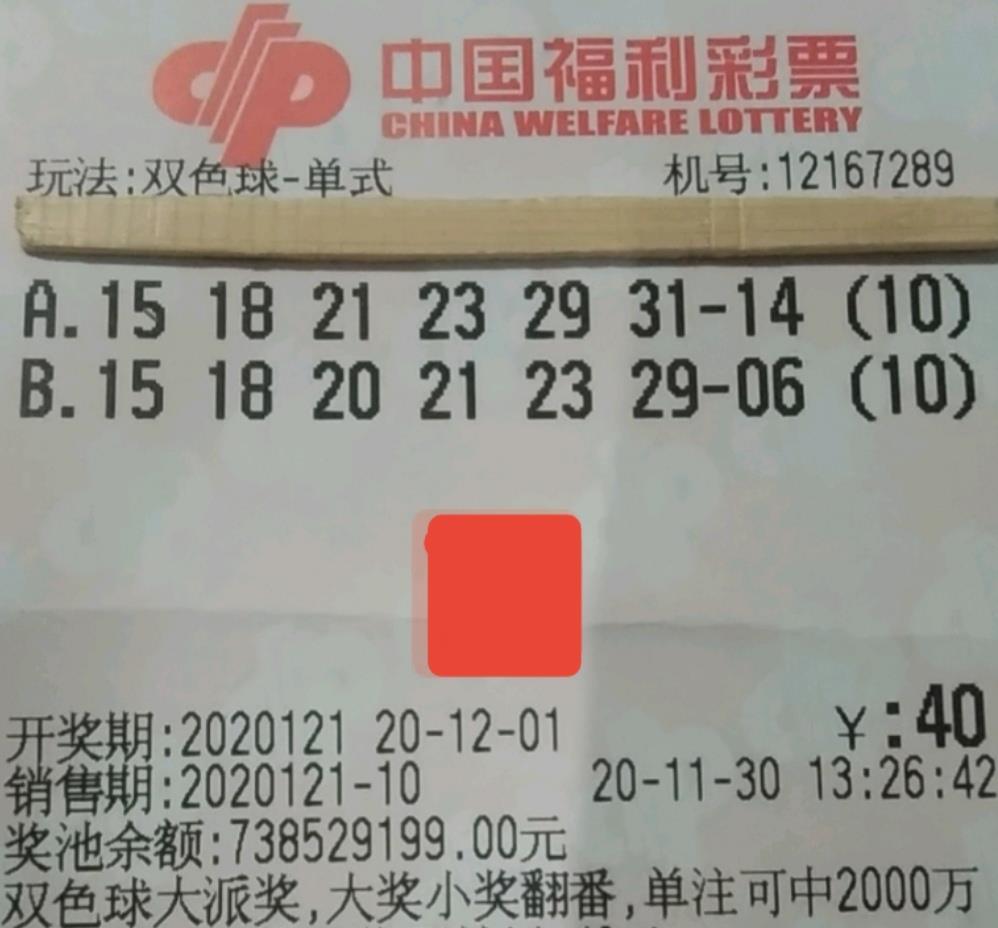 中国福利彩票
CHINA WELFARE LOTTERY
玩法:双色球-单式 机号:12167289
A.15 18 21 23 29 31-14 (10)
B.15 18 20 21 23 29-06 (10)
¥:40
开奖期:2020121 20-12-01
销售期:2020121-10 20-11-30 13:26:42
奖池余额:738529199.00元
双色球大派奖,大奖小奖翻番,单注可中2000万